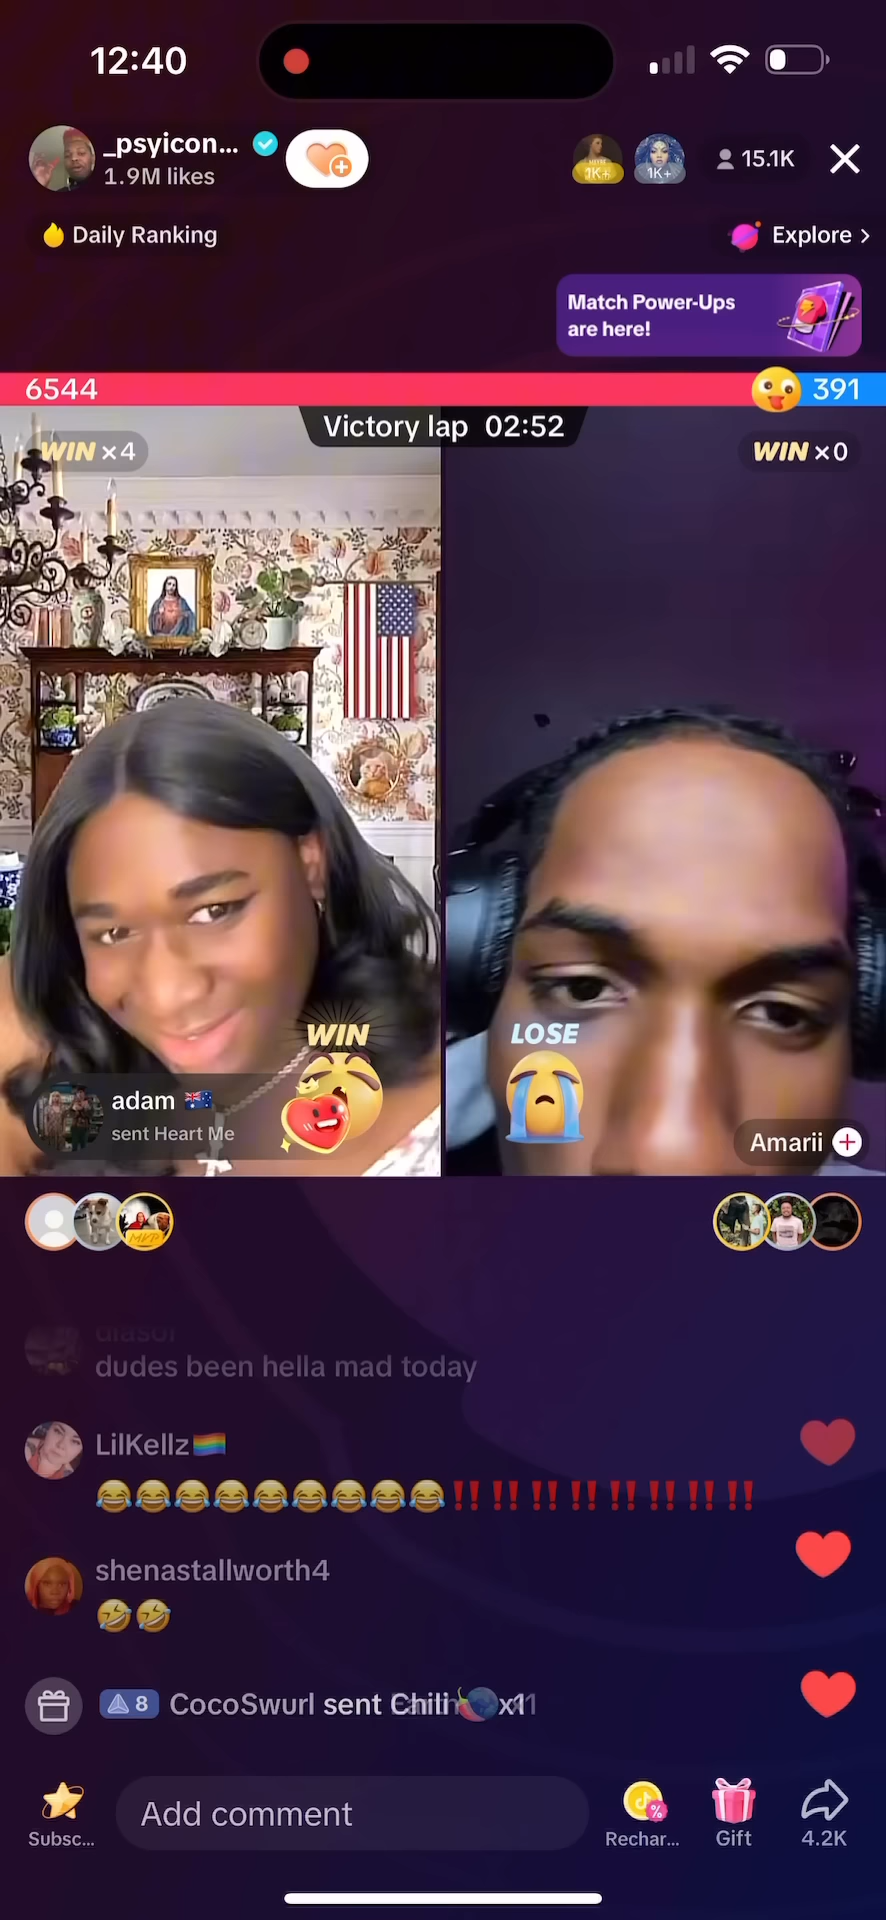 12:40
_psyicon...
1.9M likes
1K+
15.1K
Daily Ranking
Explore >
Match Power-Ups
are here!
6544
391
Victory lap 02:52
WIN ×4
WIN ×0
WIN
LOSE
adam 🇦🇺
sent Heart Me
Amarii +
MVP
dudes been hella mad today
LilKellz🏳️‍🌈
😂😂😂😂😂😂😂😂😂‼️‼️‼️‼️‼️‼️‼️‼️
shenastallworth4
🤣🤣
8 CocoSwurl sent Chili🌶️ x1
Add comment
Subsc...
Rechar...
Gift
4.2K